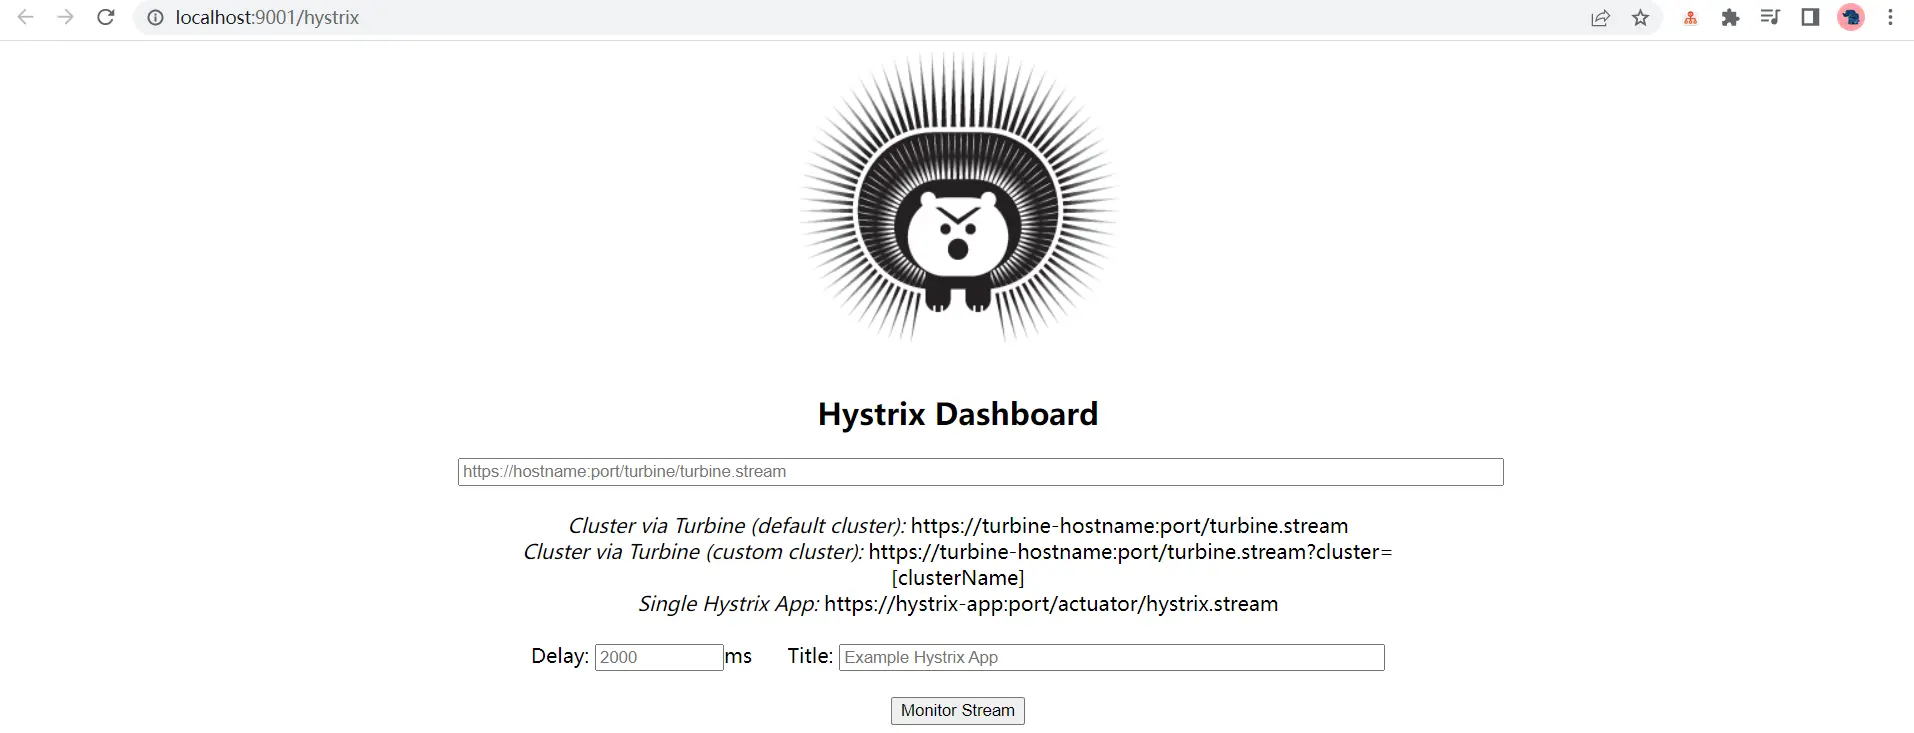 localhost:9001/hystrix
Hystrix Dashboard
https://hostname:port/turbine/turbine.stream
Cluster via Turbine (default cluster): https://turbine-hostname:port/turbine.stream
Cluster via Turbine (custom cluster): https://turbine-hostname:port/turbine.stream?cluster=
[clusterName]
Single Hystrix App: https://hystrix-app:port/actuator/hystrix.stream
Delay: 2000 ms Title: Example Hystrix App
Monitor Stream